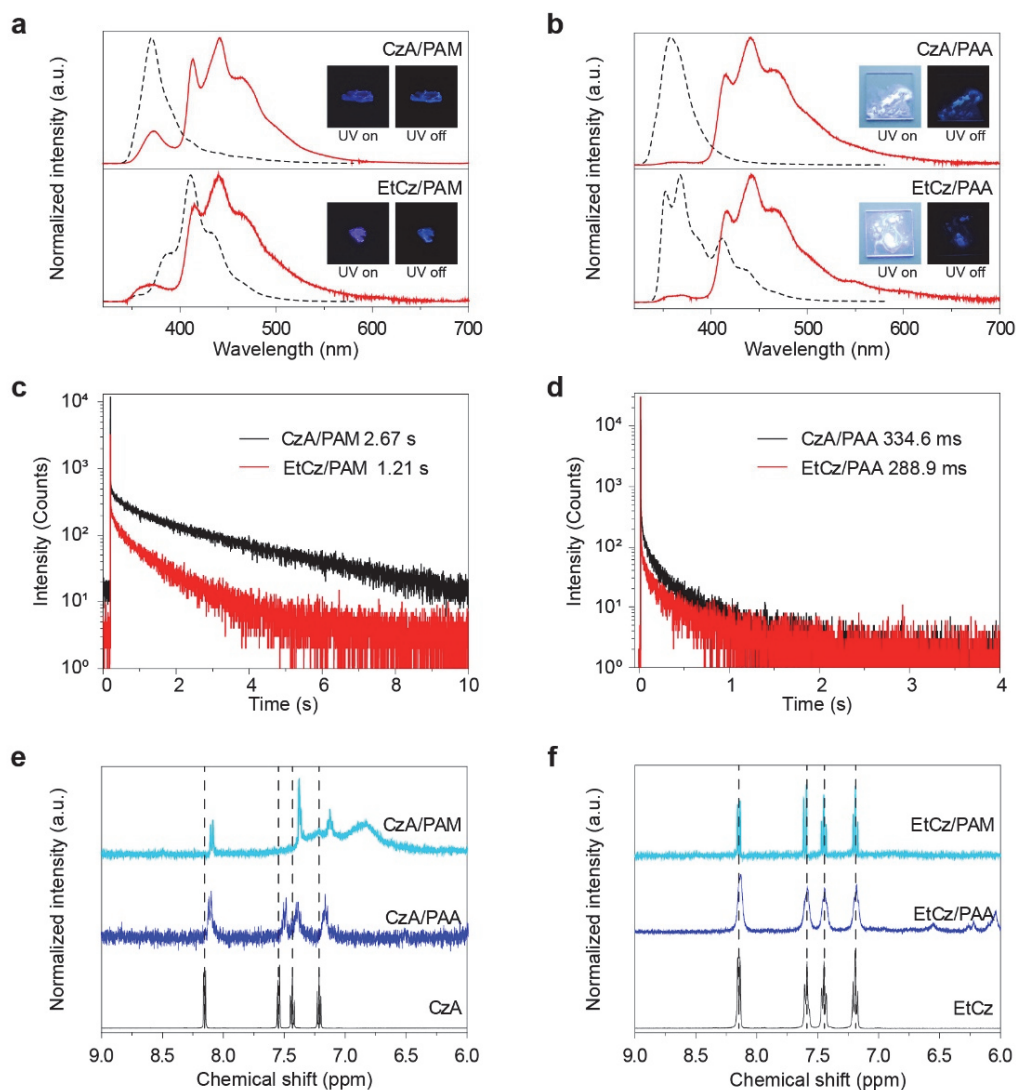 a
Normalized intensity (a.u.)
CzA/PAM
UV on UV off
EtCz/PAM
UV on UV off
400 500 600 700
Wavelength (nm)
b
Normalized intensity (a.u.)
CzA/PAA
UV on UV off
EtCz/PAA
UV on UV off
400 500 600 700
Wavelength (nm)
c
Intensity (Counts)
10⁴
10³
10²
10¹
10⁰
CzA/PAM 2.67 s
EtCz/PAM 1.21 s
0 2 4 6 8 10
Time (s)
d
Intensity (Counts)
10⁴
10³
10²
10¹
10⁰
CzA/PAA 334.6 ms
EtCz/PAA 288.9 ms
0 1 2 3 4
Time (s)
e
Normalized intensity (a.u.)
CzA/PAM
CzA/PAA
CzA
9.0 8.5 8.0 7.5 7.0 6.5 6.0
Chemical shift (ppm)
f
Normalized intensity (a.u.)
EtCz/PAM
EtCz/PAA
EtCz
9.0 8.5 8.0 7.5 7.0 6.5 6.0
Chemical shift (ppm)